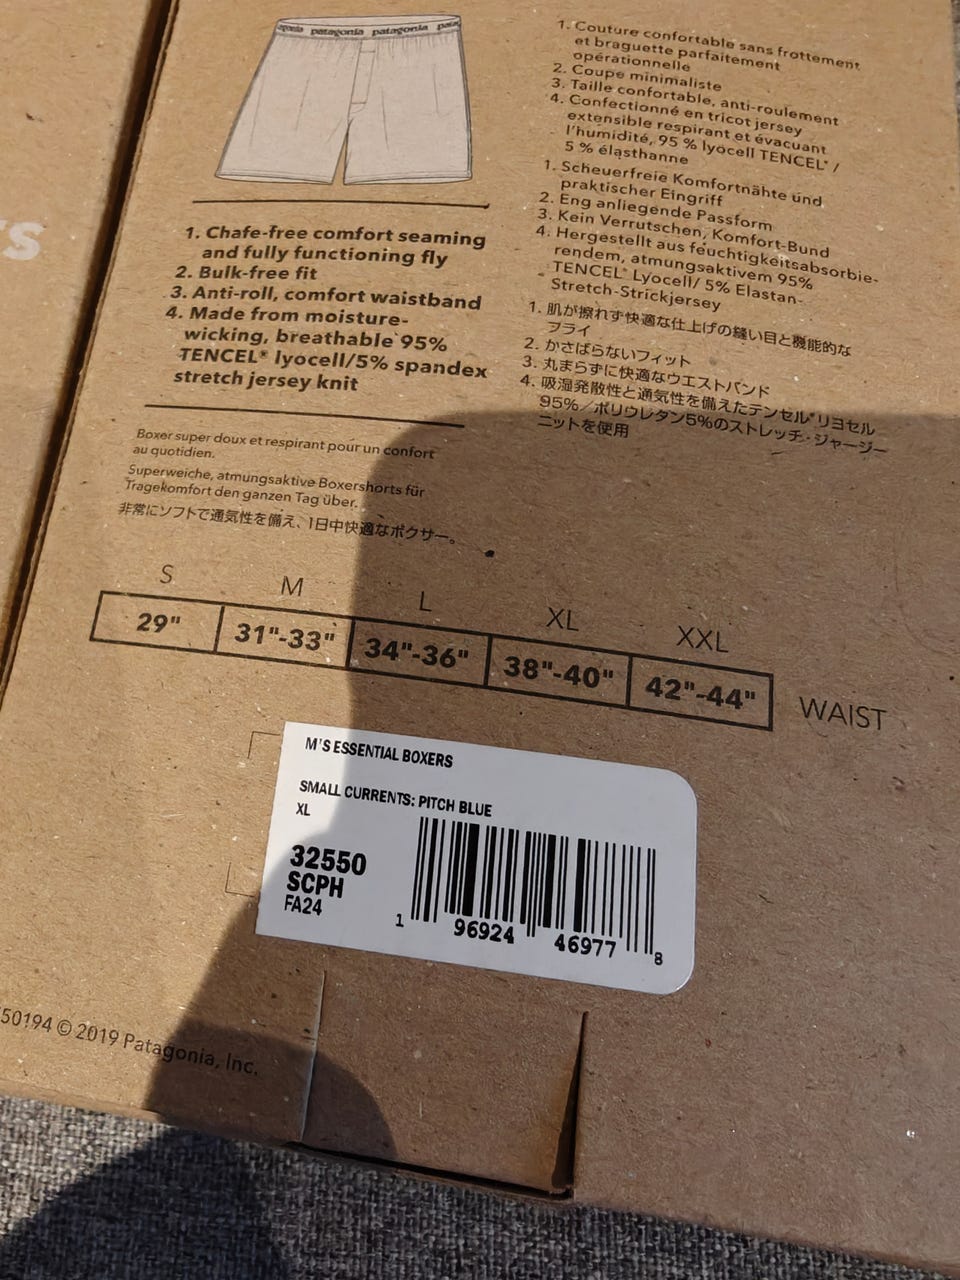 patagonia patagonia
rs
1. Chafe-free comfort seaming
and fully functioning fly
2. Bulk-free fit
3. Anti-roll, comfort waistband
4. Made from moisture-
wicking, breathable 95%
TENCEL® lyocell/5% spandex
stretch jersey knit
1. Couture confortable sans frottement
et braguette parfaitement
opérationnelle
2. Coupe minimaliste
3. Taille confortable, anti-roulement
4. Confectionné en tricot jersey
extensible respirant et évacuant
l'humidité, 95 % lyocell TENCEL® /
5 % élasthanne
1. Scheuerfreie Komfortnähte und
praktischer Eingriff
2. Eng anliegende Passform
3. Kein Verrutschen, Komfort-Bund
4. Hergestellt aus feuchtigkeitsabsorbie-
rendem, atmungsaktivem 95%
TENCEL® Lyocell/ 5% Elastan-
Stretch-Strickjersey
1. 肌が擦れず快適な仕上げの縫い目と機能的な
フライ
2. かさばらないフィット
3. 丸まらずに快適なウエストバンド
4. 吸湿発散性と通気性を備えたテンセル®リヨセル
95%／ポリウレタン5%のストレッチ・ジャージー
ニットを使用
Boxer super doux et respirant pour un confort
au quotidien.
Superweiche, atmungsaktive Boxershorts für
Tragekomfort den ganzen Tag über.
非常にソフトで通気性を備え、1日中快適なボクサー。
S M L XL XXL
29" 31"-33" 34"-36" 38"-40" 42"-44" WAIST
M'S ESSENTIAL BOXERS
SMALL CURRENTS: PITCH BLUE
XL
32550
SCPH
FA24
1 96924 46977 8
50194 © 2019 Patagonia, Inc.